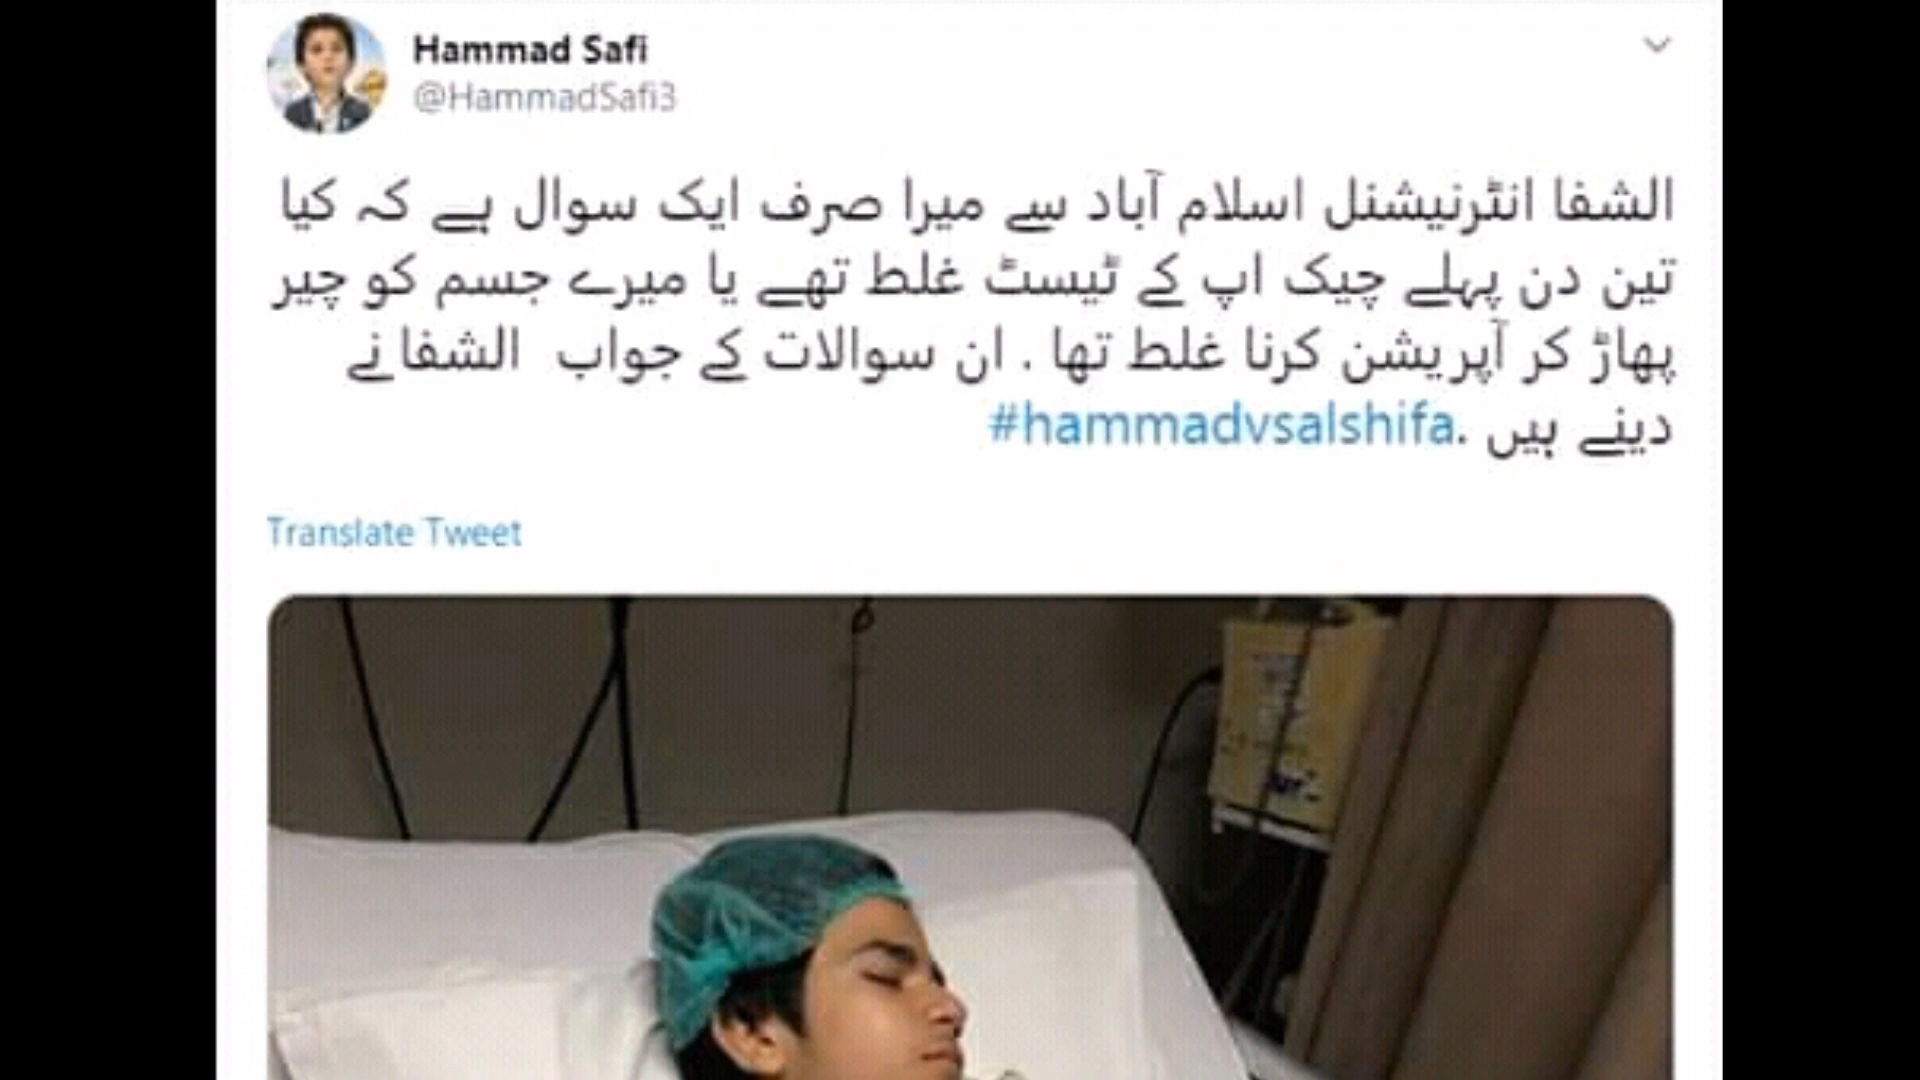 Hammad Safi
@HammadSafi3
الشفا انٹرنیشنل اسلام آباد سے میرا صرف ایک سوال ہے کہ کیا
تین دن پہلے چیک اپ کے ٹیسٹ غلط تھے یا میرے جسم کو چیر
پھاڑ کر آپریشن کرنا غلط تھا . ان سوالات کے جواب الشفا نے
دینے ہیں .#hammadvsalshifa
Translate Tweet